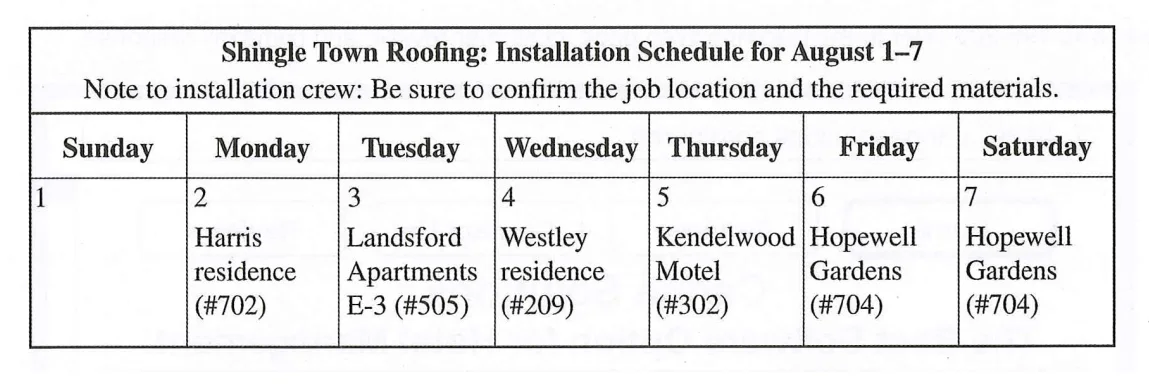 Shingle Town Roofing: Installation Schedule for August 1–7
Note to installation crew: Be sure to confirm the job location and the required materials.
Sunday Monday Tuesday Wednesday Thursday Friday Saturday
1 2 3 4 5 6 7
Harris Landsford Westley Kendelwood Hopewell Hopewell
residence Apartments residence Motel Gardens Gardens
(#702) E-3 (#505) (#209) (#302) (#704) (#704)